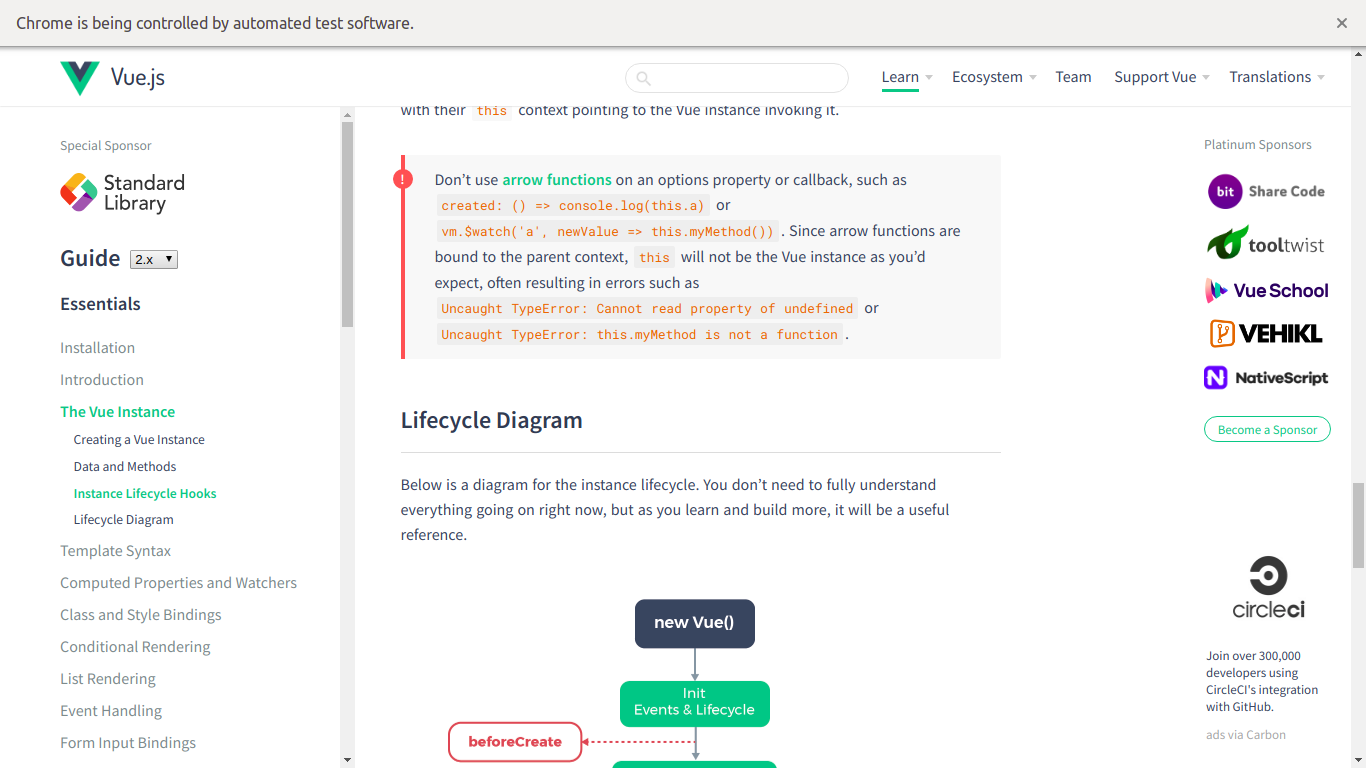 Chrome is being controlled by automated test software.
Vue.js
Learn
Ecosystem
Team
Support Vue
Translations
Special Sponsor
Standard
Library
Guide 2.x
Essentials
Installation
Introduction
The Vue Instance
Creating a Vue Instance
Data and Methods
Instance Lifecycle Hooks
Lifecycle Diagram
Template Syntax
Computed Properties and Watchers
Class and Style Bindings
Conditional Rendering
List Rendering
Event Handling
Form Input Bindings
with their this context pointing to the Vue instance invoking it.
!
Don’t use arrow functions on an options property or callback, such as
created: () => console.log(this.a) or
vm.$watch('a', newValue => this.myMethod()) . Since arrow functions are
bound to the parent context, this will not be the Vue instance as you’d
expect, often resulting in errors such as
Uncaught TypeError: Cannot read property of undefined or
Uncaught TypeError: this.myMethod is not a function .
Lifecycle Diagram
Below is a diagram for the instance lifecycle. You don’t need to fully understand
everything going on right now, but as you learn and build more, it will be a useful
reference.
new Vue()
Init
Events & Lifecycle
beforeCreate
Platinum Sponsors
bit Share Code
tooltwist
Vue School
VEHIKL
N NativeScript
Become a Sponsor
circleci
Join over 300,000
developers using
CircleCI's integration
with GitHub.
ads via Carbon